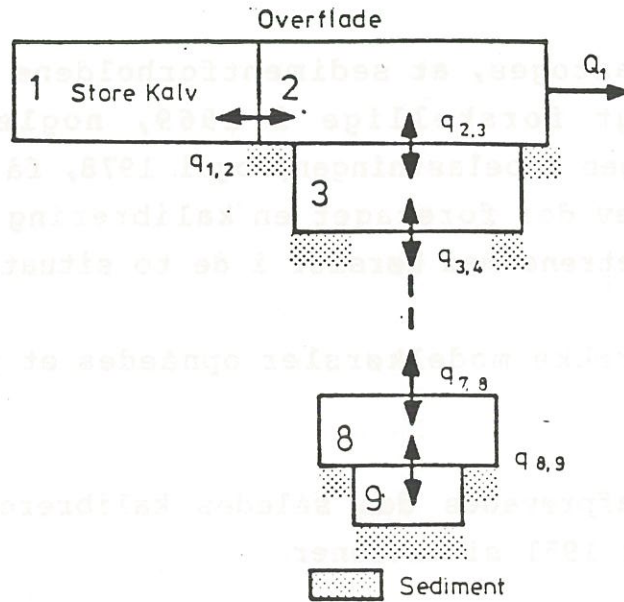 Overflade
1 Store Kalv 2
Q1
q1,2
q2,3
3
q3,4
q7,8
8
q8,9
9
Sediment